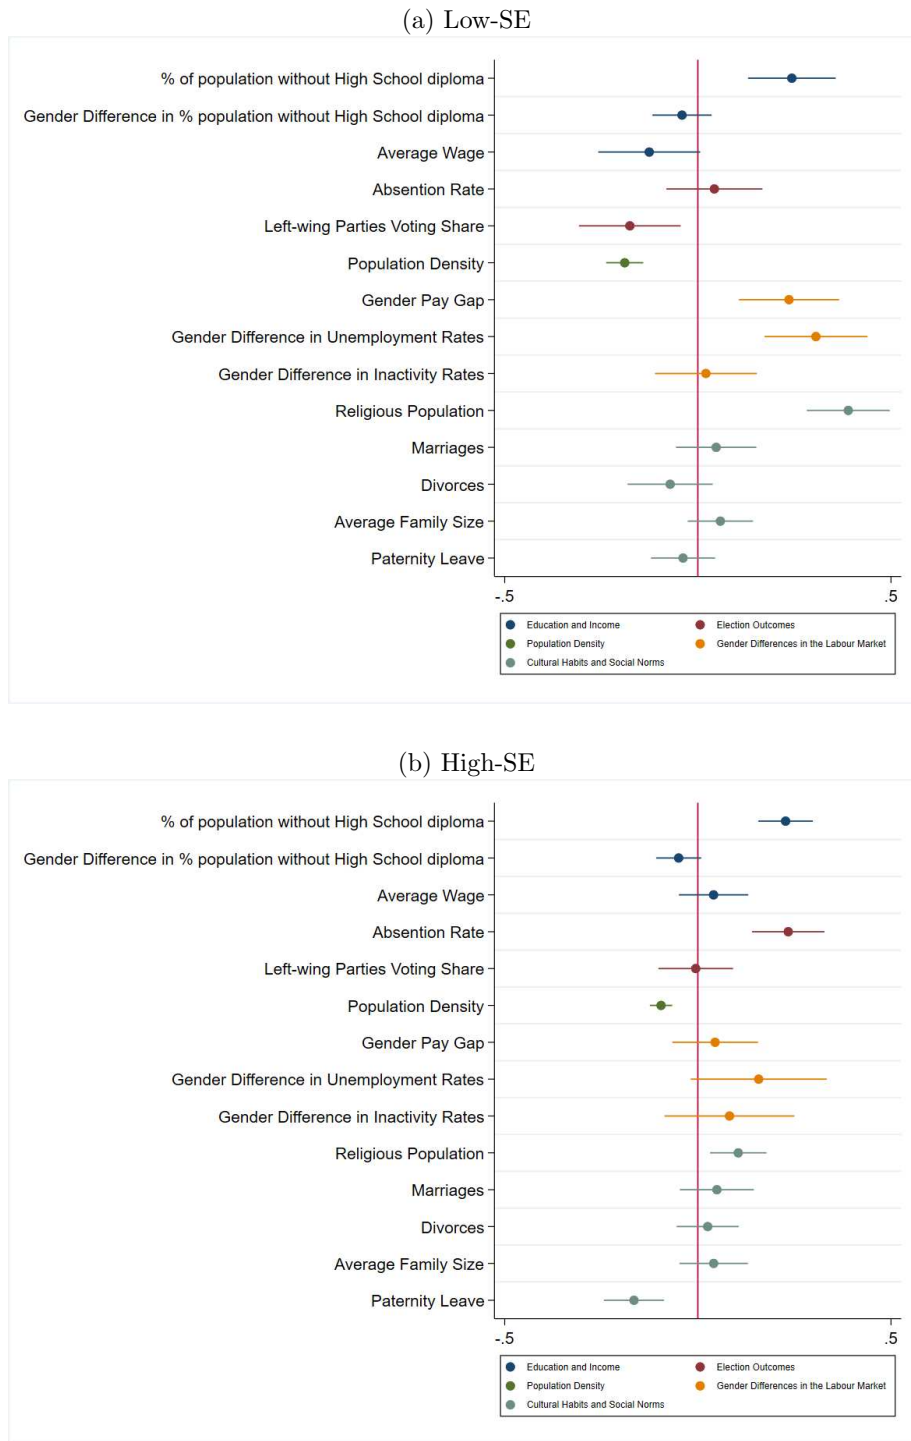 (a) Low-SE
% of population without High School diploma
Gender Difference in % population without High School diploma
Average Wage
Absention Rate
Left-wing Parties Voting Share
Population Density
Gender Pay Gap
Gender Difference in Unemployment Rates
Gender Difference in Inactivity Rates
Religious Population
Marriages
Divorces
Average Family Size
Paternity Leave
-.5 .5
Education and Income Election Outcomes
Population Density Gender Differences in the Labour Market
Cultural Habits and Social Norms
(b) High-SE
% of population without High School diploma
Gender Difference in % population without High School diploma
Average Wage
Absention Rate
Left-wing Parties Voting Share
Population Density
Gender Pay Gap
Gender Difference in Unemployment Rates
Gender Difference in Inactivity Rates
Religious Population
Marriages
Divorces
Average Family Size
Paternity Leave
-.5 .5
Education and Income Election Outcomes
Population Density Gender Differences in the Labour Market
Cultural Habits and Social Norms